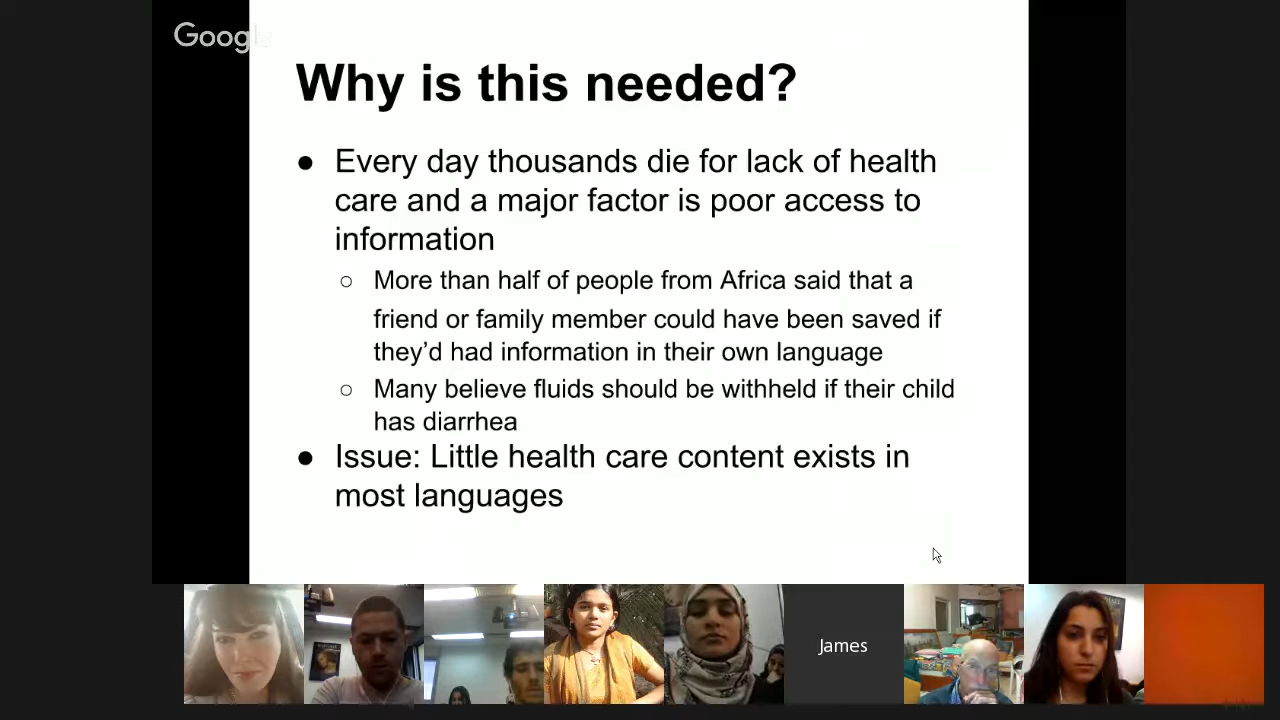 Google
Why is this needed?
● Every day thousands die for lack of health
care and a major factor is poor access to
information
○ More than half of people from Africa said that a
friend or family member could have been saved if
they’d had information in their own language
○ Many believe fluids should be withheld if their child
has diarrhea
● Issue: Little health care content exists in
most languages
James